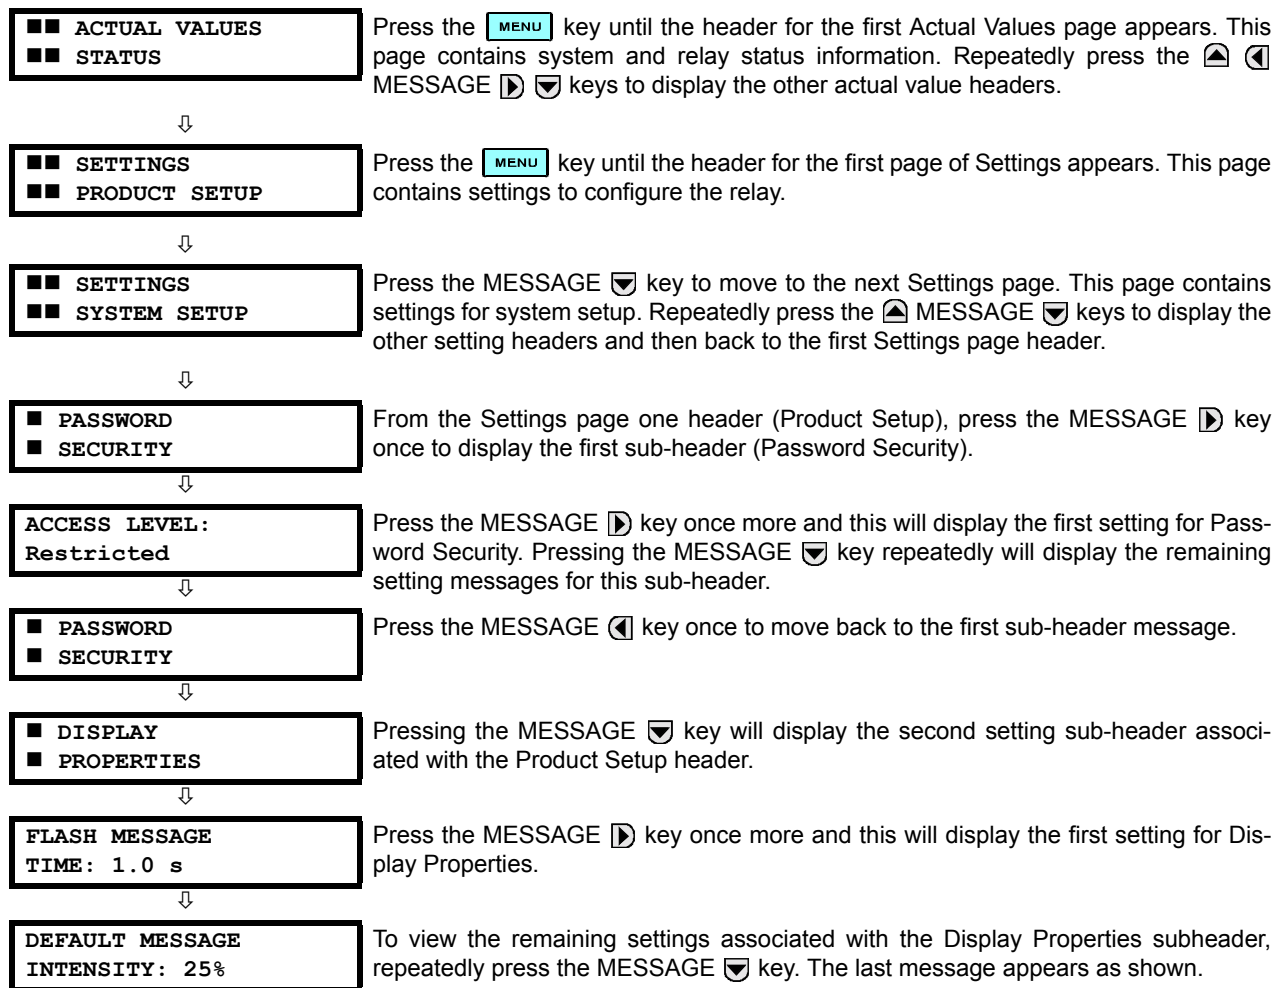 ■■ ACTUAL VALUES
■■ STATUS
Press the MENU key until the header for the first Actual Values page appears. This
page contains system and relay status information. Repeatedly press the ▲ ◀
MESSAGE ▶ ▼ keys to display the other actual value headers.
⇩
■■ SETTINGS
■■ PRODUCT SETUP
Press the MENU key until the header for the first page of Settings appears. This page
contains settings to configure the relay.
⇩
■■ SETTINGS
■■ SYSTEM SETUP
Press the MESSAGE ▼ key to move to the next Settings page. This page contains
settings for system setup. Repeatedly press the ▲ MESSAGE ▼ keys to display the
other setting headers and then back to the first Settings page header.
⇩
■ PASSWORD
■ SECURITY
From the Settings page one header (Product Setup), press the MESSAGE ▶ key
once to display the first sub-header (Password Security).
⇩
ACCESS LEVEL:
Restricted
Press the MESSAGE ▶ key once more and this will display the first setting for Pass-
word Security. Pressing the MESSAGE ▼ key repeatedly will display the remaining
setting messages for this sub-header.
⇩
■ PASSWORD
■ SECURITY
Press the MESSAGE ◀ key once to move back to the first sub-header message.
⇩
■ DISPLAY
■ PROPERTIES
Pressing the MESSAGE ▼ key will display the second setting sub-header associ-
ated with the Product Setup header.
⇩
FLASH MESSAGE
TIME: 1.0 s
Press the MESSAGE ▶ key once more and this will display the first setting for Dis-
play Properties.
⇩
DEFAULT MESSAGE
INTENSITY: 25%
To view the remaining settings associated with the Display Properties subheader,
repeatedly press the MESSAGE ▼ key. The last message appears as shown.